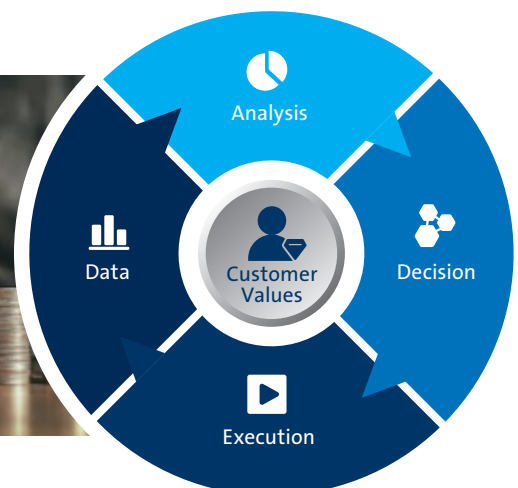 Analysis
Data
Customer
Values
Decision
Execution